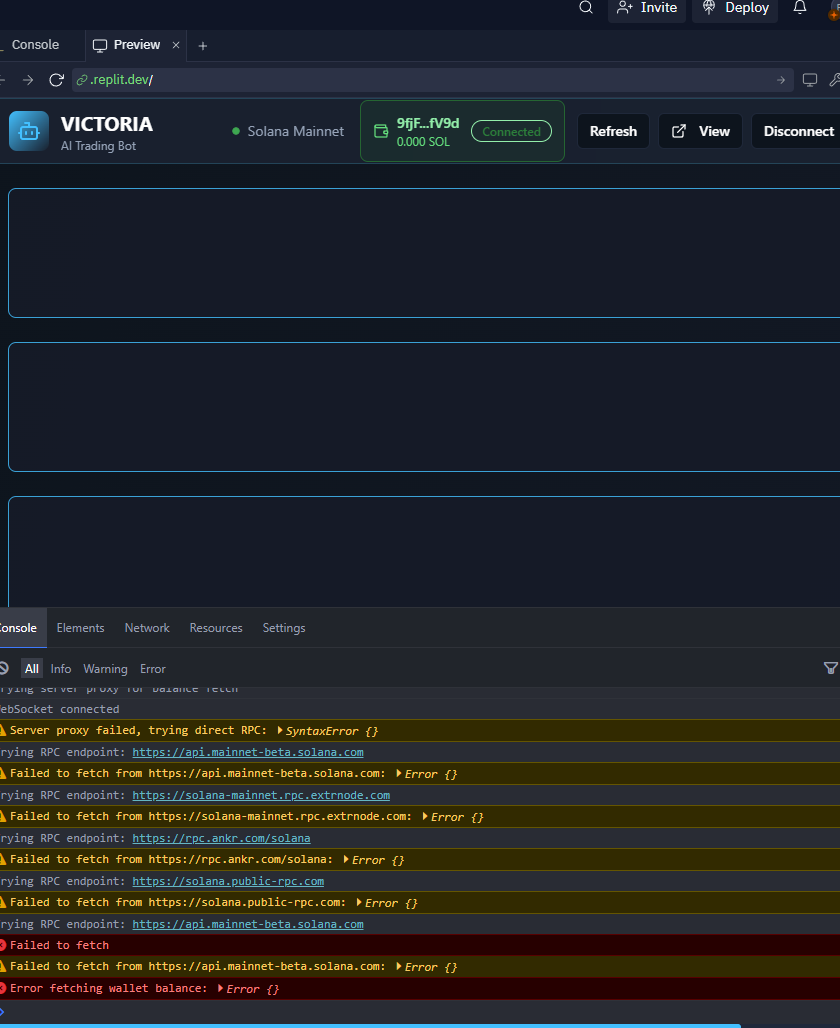 Invite
Deploy
Console
Preview
.replit.dev/
VICTORIA
AI Trading Bot
Solana Mainnet
9fjF...fV9d
0.000 SOL
Connected
Refresh
View
Disconnect
Console
Elements
Network
Resources
Settings
All
Info
Warning
Error
rying server proxy for balance fetch
ebSocket connected
Server proxy failed, trying direct RPC: SyntaxError {}
rying RPC endpoint: https://api.mainnet-beta.solana.com
Failed to fetch from https://api.mainnet-beta.solana.com: Error {}
rying RPC endpoint: https://solana-mainnet.rpc.extrnode.com
Failed to fetch from https://solana-mainnet.rpc.extrnode.com: Error {}
rying RPC endpoint: https://rpc.ankr.com/solana
Failed to fetch from https://rpc.ankr.com/solana: Error {}
rying RPC endpoint: https://solana.public-rpc.com
Failed to fetch from https://solana.public-rpc.com: Error {}
rying RPC endpoint: https://api.mainnet-beta.solana.com
Failed to fetch
Failed to fetch from https://api.mainnet-beta.solana.com: Error {}
Error fetching wallet balance: Error {}